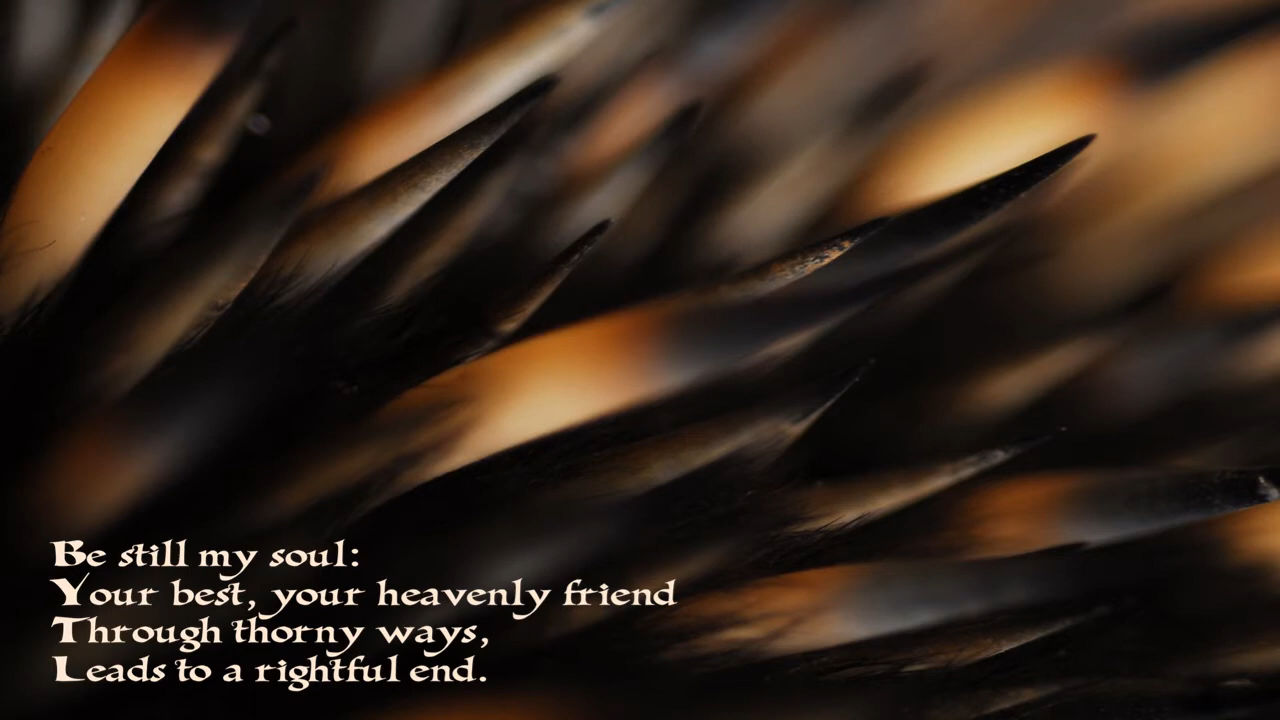 Be still my soul:
Your best, your heavenly friend
Through thorny ways,
Leads to a rightful end.